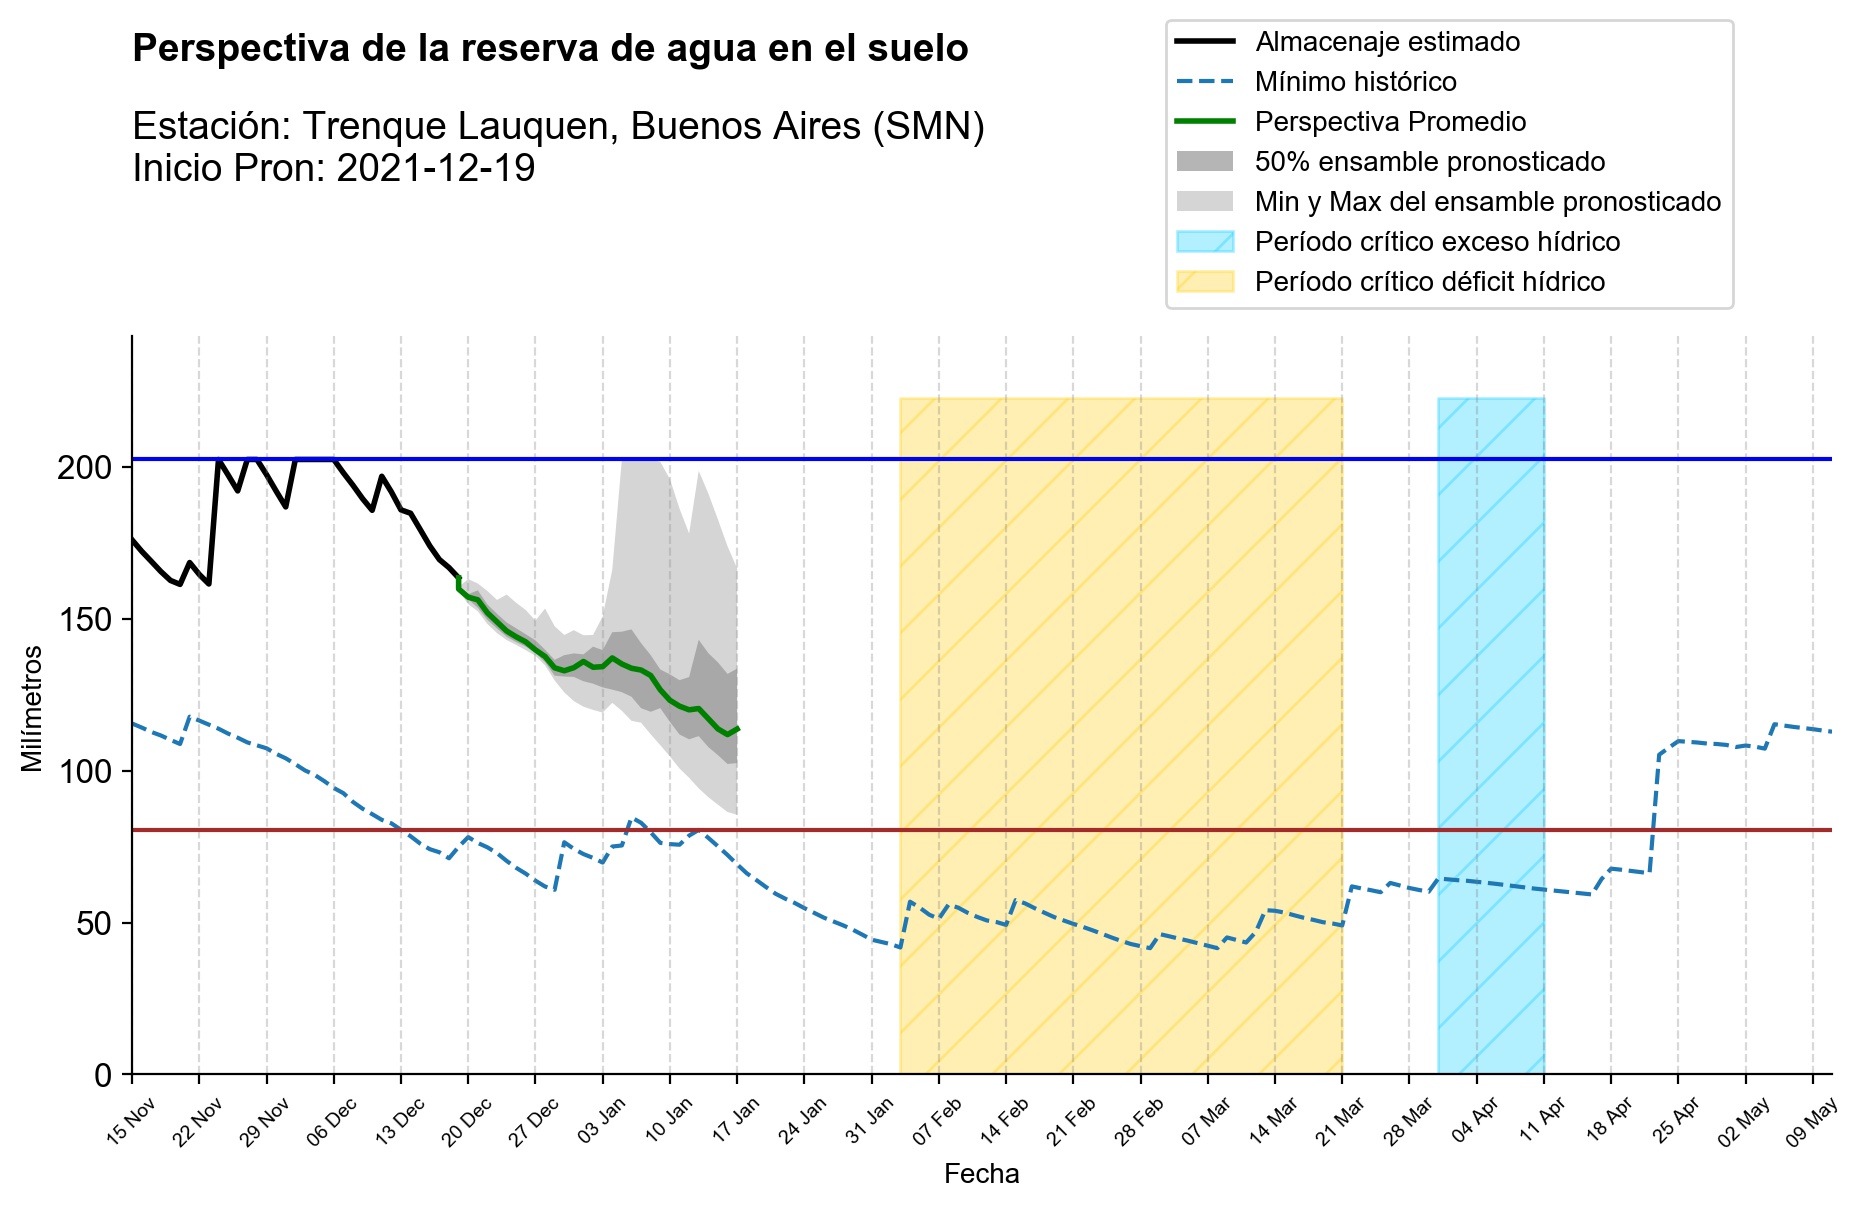 Perspectiva de la reserva de agua en el suelo
Estación: Trenque Lauquen, Buenos Aires (SMN)
Inicio Pron: 2021-12-19
Almacenaje estimado
Mínimo histórico
Perspectiva Promedio
50% ensamble pronosticado
Min y Max del ensamble pronosticado
Período crítico exceso hídrico
Período crítico déficit hídrico
Milímetros
200
150
100
50
0
15 Nov
22 Nov
29 Nov
06 Dec
13 Dec
20 Dec
27 Dec
03 Jan
10 Jan
17 Jan
24 Jan
31 Jan
07 Feb
14 Feb
21 Feb
28 Feb
07 Mar
14 Mar
21 Mar
28 Mar
04 Apr
11 Apr
18 Apr
25 Apr
02 May
09 May
Fecha